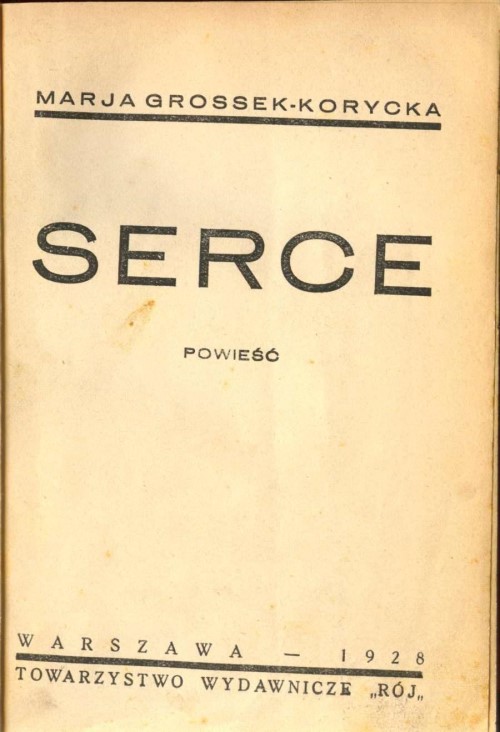 MARJA GROSSEK-KORYCKA
SERCE
POWIEŚĆ
WARSZAWA — 1928
TOWARZYSTWO WYDAWNICZE „RÓJ„